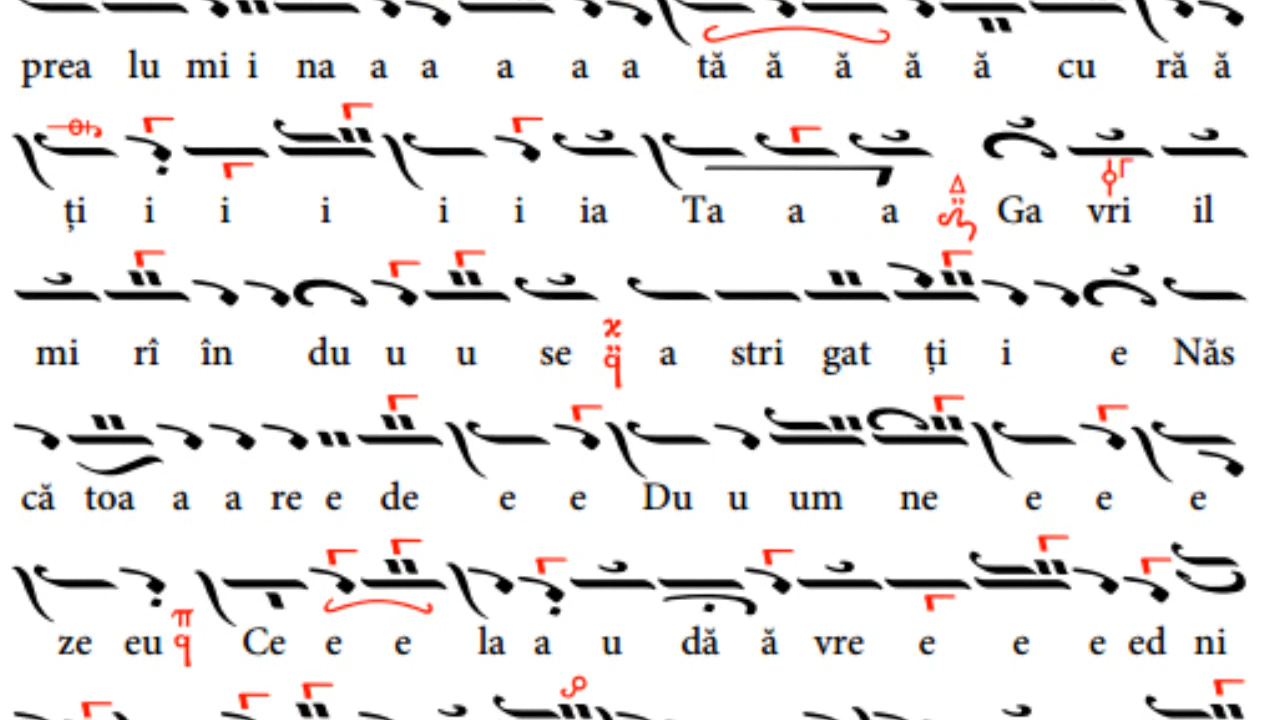 prea lu mi i na a a a a a tă ă ă ă ă cu ră ă
ți i i i i i ia Ta a a Ga vri il
mi rî în du u u se a stri gat ți i e Năs
că toa a a re e de e e Du u um ne e e e
ze eu Ce e e la a u dă ă vre e e e ed ni